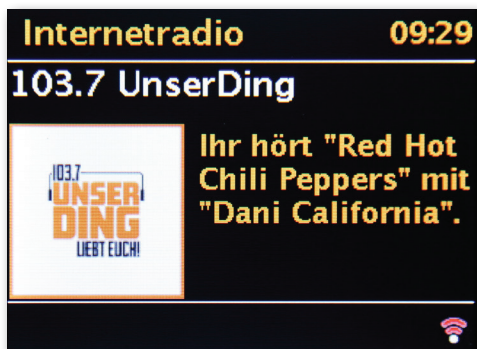 Internetradio 09:29
103.7 UnserDing
103.7
UNSER
DING
LIEBT EUCH!
Ihr hört "Red Hot
Chili Peppers" mit
"Dani California".